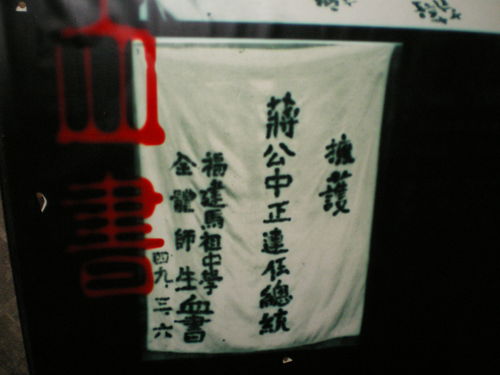 擁護
蔣公中正連任總統
福建馬祖中學
全體師生血書
四九、三、六
血書